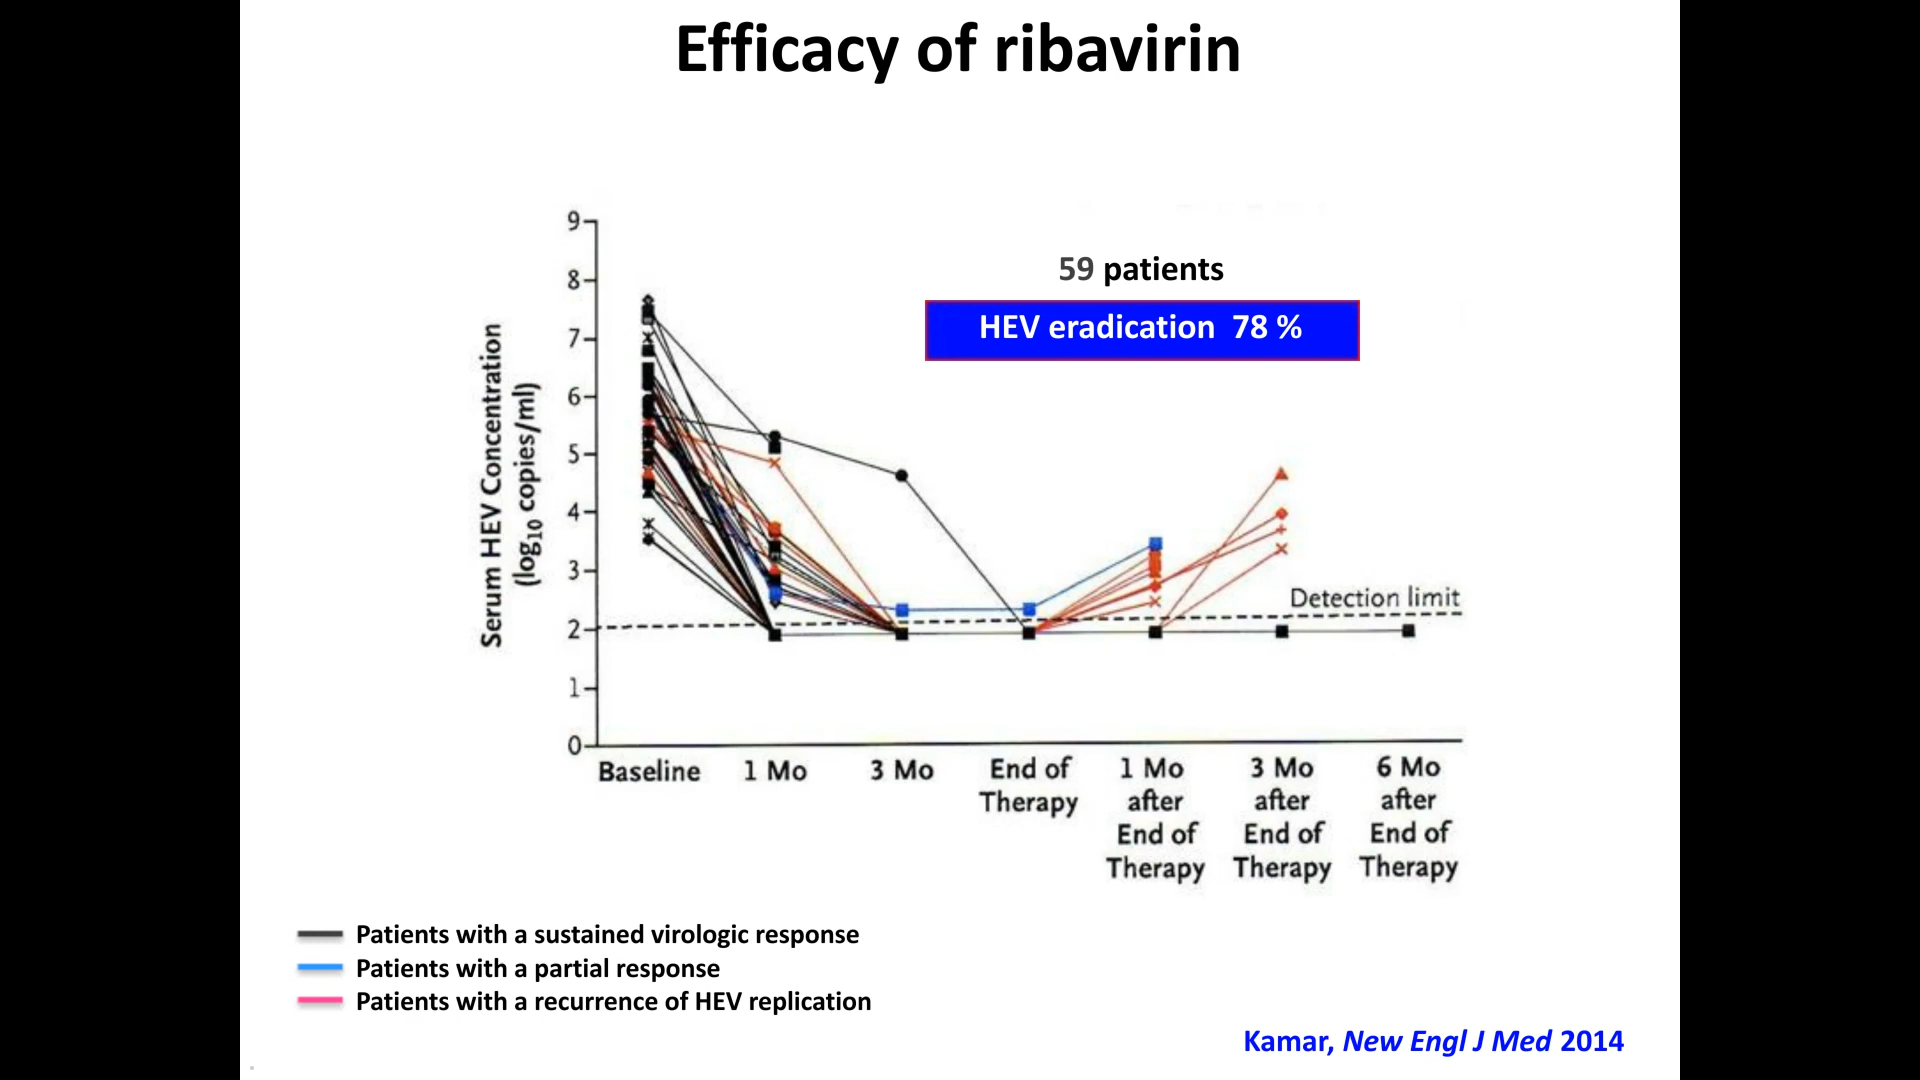 Efficacy of ribavirin
9
8
7
6
5
4
3
2
1
0
Serum HEV Concentration
(log10 copies/ml)
59 patients
HEV eradication 78 %
Detection limit
Baseline
1 Mo
3 Mo
End of
Therapy
1 Mo
after
End of
Therapy
3 Mo
after
End of
Therapy
6 Mo
after
End of
Therapy
Patients with a sustained virologic response
Patients with a partial response
Patients with a recurrence of HEV replication
Kamar, New Engl J Med 2014